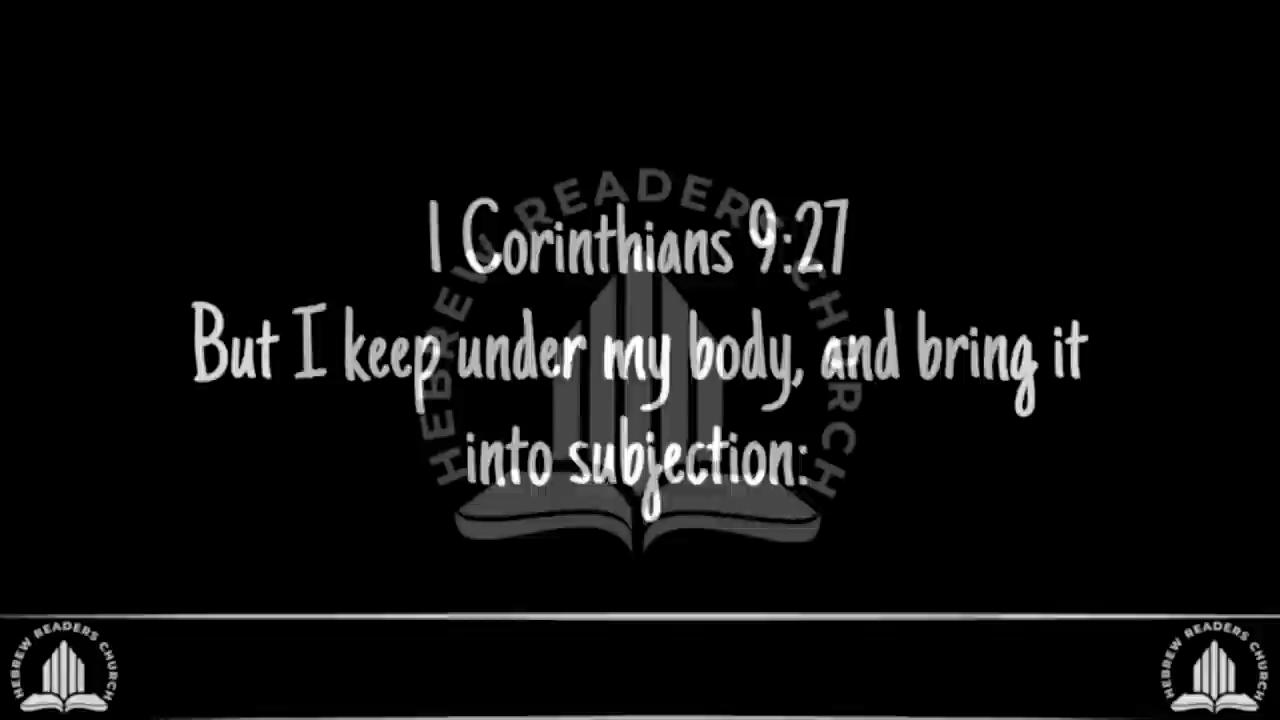 HEBREW READERS CHURCH
1 Corinthians 9:27
But I keep under my body, and bring it
into subjection:
HEBREW READERS CHURCH
HEBREW READERS CHURCH